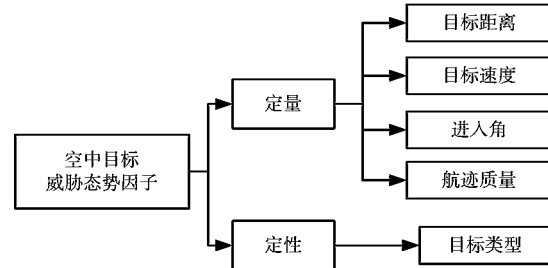 目标距离
目标速度
定量
进入角
空中目标
威胁态势因子
航迹质量
定性
目标类型